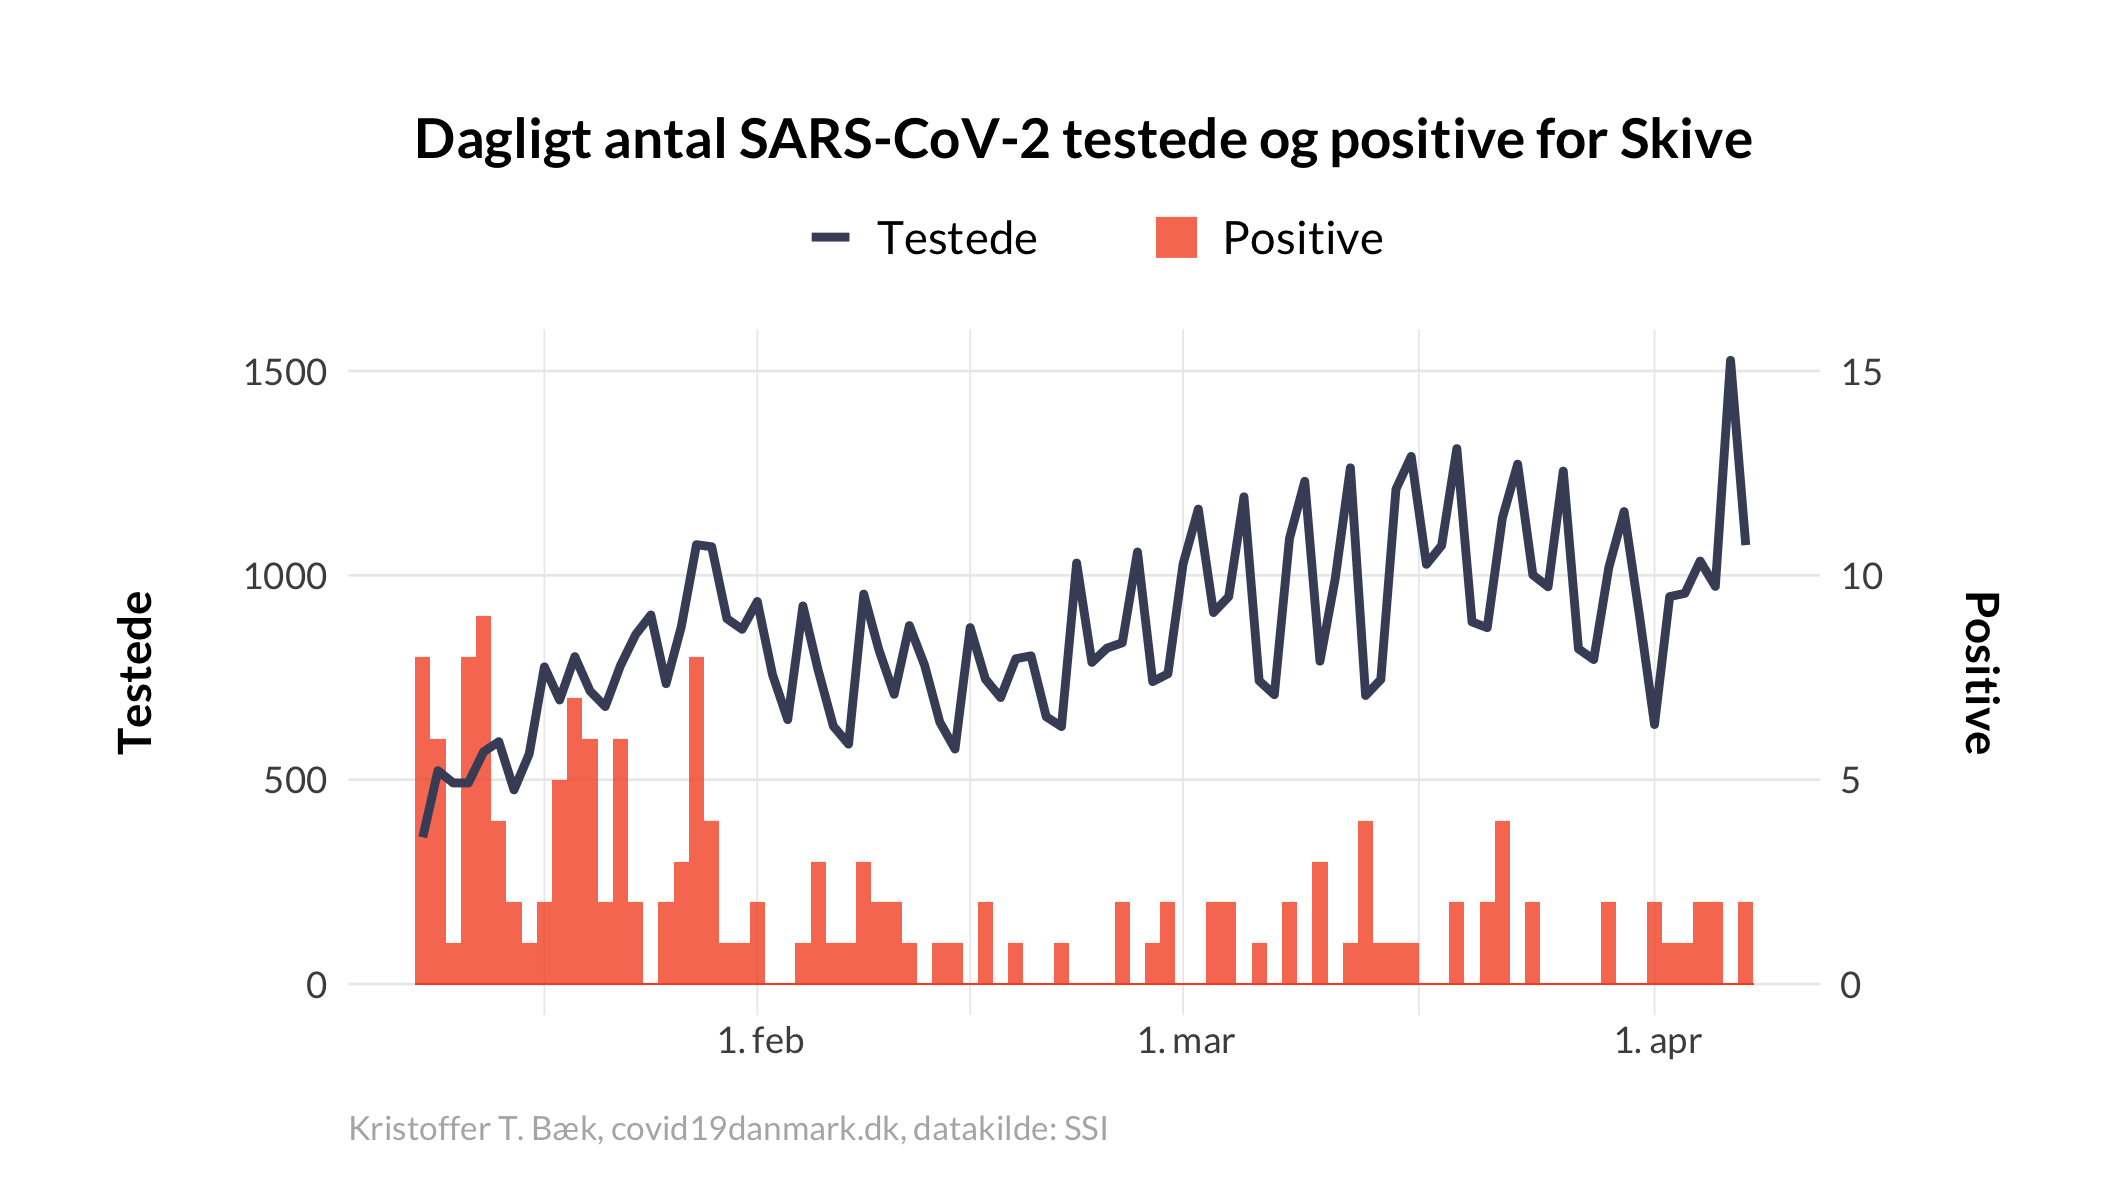 Dagligt antal SARS-CoV-2 testede og positive for Skive
Testede
Positive
1500
1000
500
0
15
10
5
0
Testede
Positive
1. feb
1. mar
1. apr
Kristoffer T. Bæk, covid19danmark.dk, datakilde: SSI